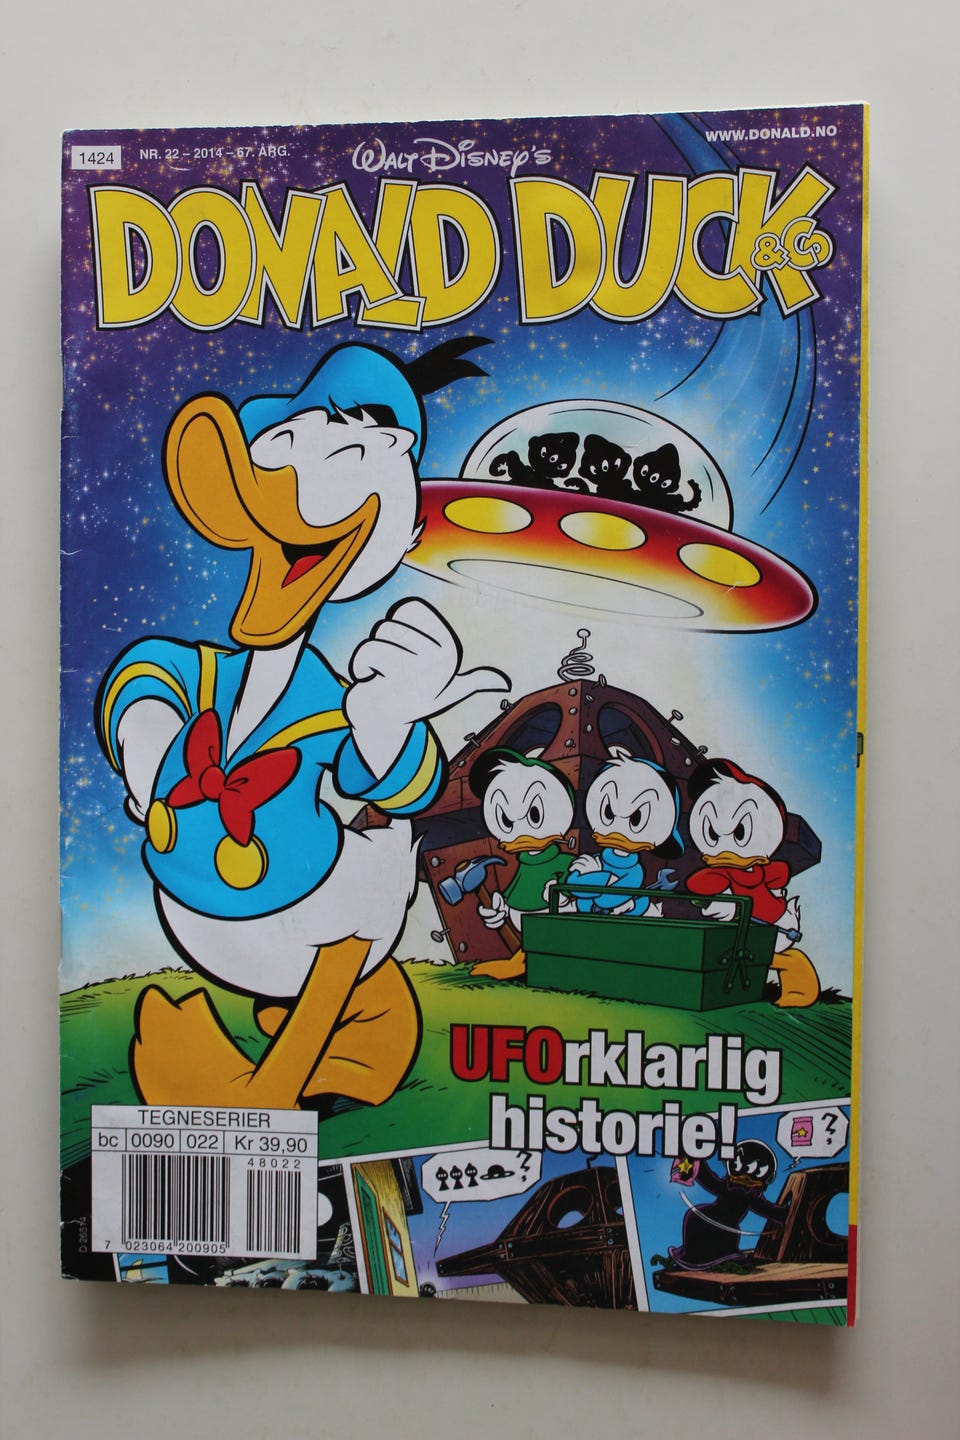 1424
NR. 22 – 2014 – 67. ÅRG.
WALT DISNEY'S
WWW.DONALD.NO
DONALD DUCK
& Co
UFOrklarlig
historie!
TEGNESERIER
bc 0090 022 Kr 39,90
48022
7 023064 200905
D 26514
?
?
? ?